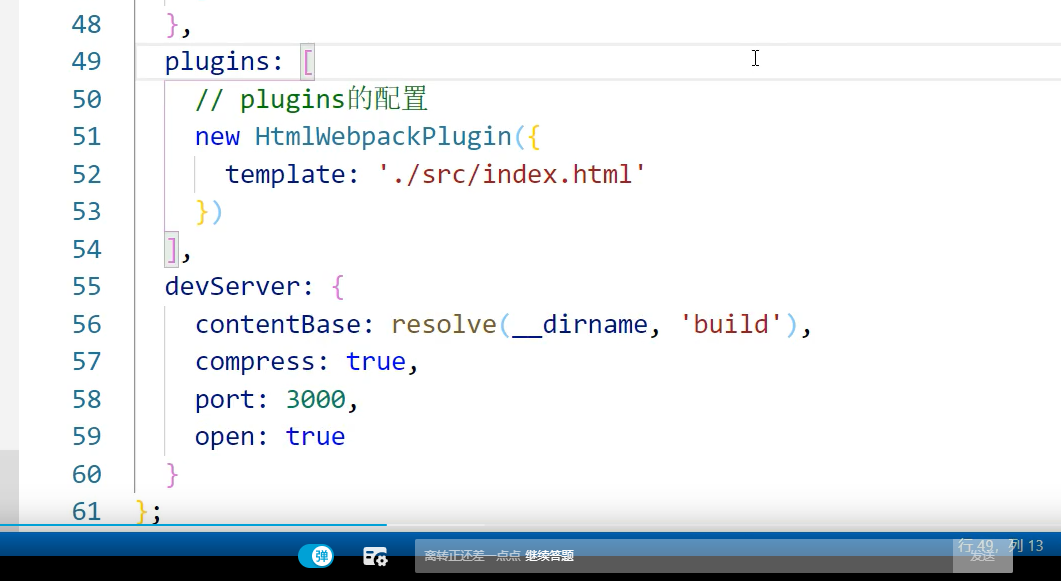 48 },
49 plugins: [
50 // plugins的配置
51 new HtmlWebpackPlugin({
52 template: './src/index.html'
53 })
54 ],
55 devServer: {
56 contentBase: resolve(__dirname, 'build'),
57 compress: true,
58 port: 3000,
59 open: true
60 }
61 };
行 49，列 13
弹 离转正还差一点点 继续答题 发送